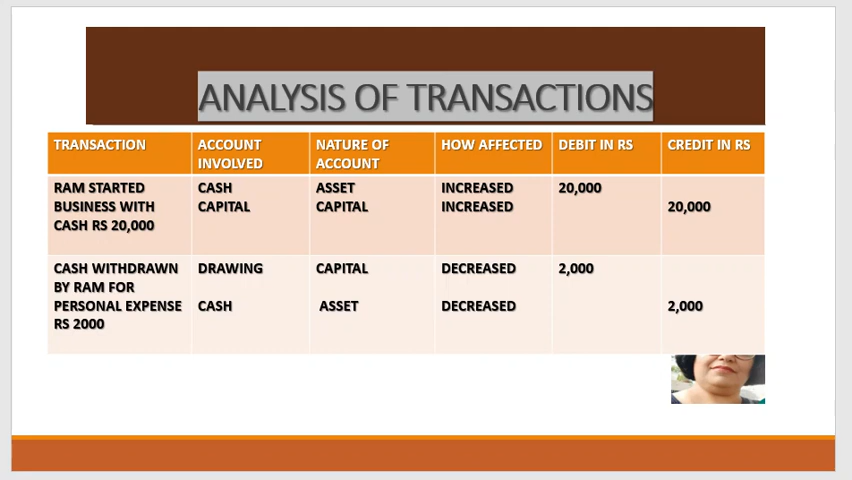 ANALYSIS OF TRANSACTIONS
TRANSACTION
ACCOUNT
INVOLVED
NATURE OF
ACCOUNT
HOW AFFECTED
DEBIT IN RS
CREDIT IN RS
RAM STARTED
BUSINESS WITH
CASH RS 20,000
CASH
CAPITAL
ASSET
CAPITAL
INCREASED
INCREASED
20,000
20,000
CASH WITHDRAWN
BY RAM FOR
PERSONAL EXPENSE
RS 2000
DRAWING
CASH
CAPITAL
ASSET
DECREASED
DECREASED
2,000
2,000